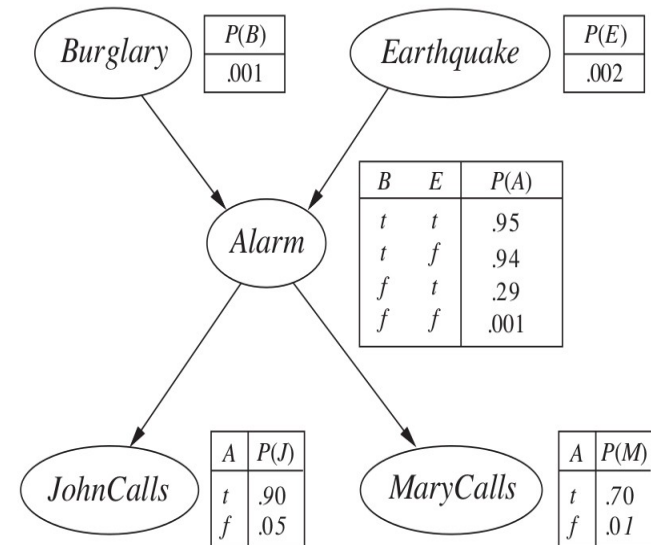 Burglary
P(B)
.001
Earthquake
P(E)
.002
Alarm
B E P(A)
t t .95
t f .94
f t .29
f f .001
JohnCalls
A P(J)
t .90
f .05
MaryCalls
A P(M)
t .70
f .01